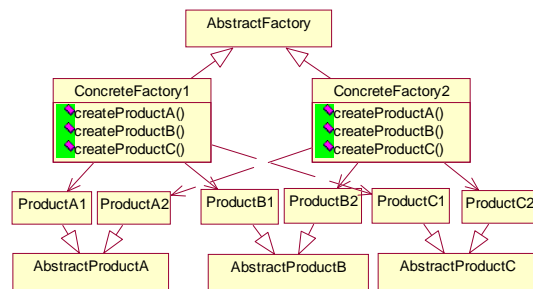 AbstractFactory
ConcreteFactory1
createProductA()
createProductB()
createProductC()
ConcreteFactory2
createProductA()
createProductB()
createProductC()
ProductA1
ProductA2
ProductB1
ProductB2
ProductC1
ProductC2
AbstractProductA
AbstractProductB
AbstractProductC